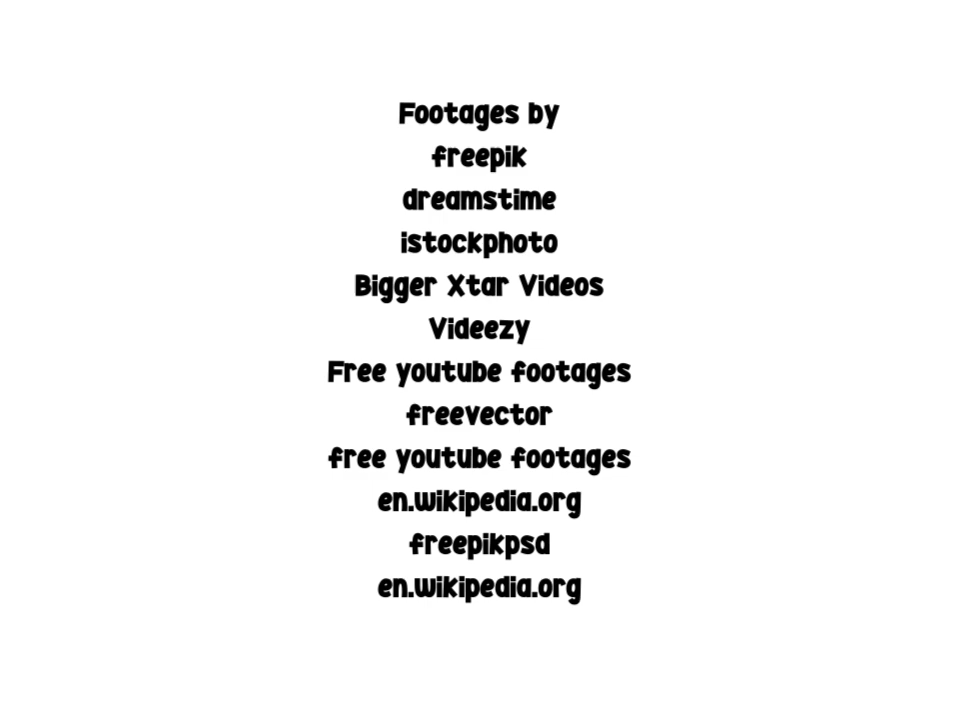 Footages by
freepik
dreamstime
istockphoto
Bigger Xtar Videos
Videezy
Free youtube footages
freevector
free youtube footages
en.wikipedia.org
freepikpsd
en.wikipedia.org